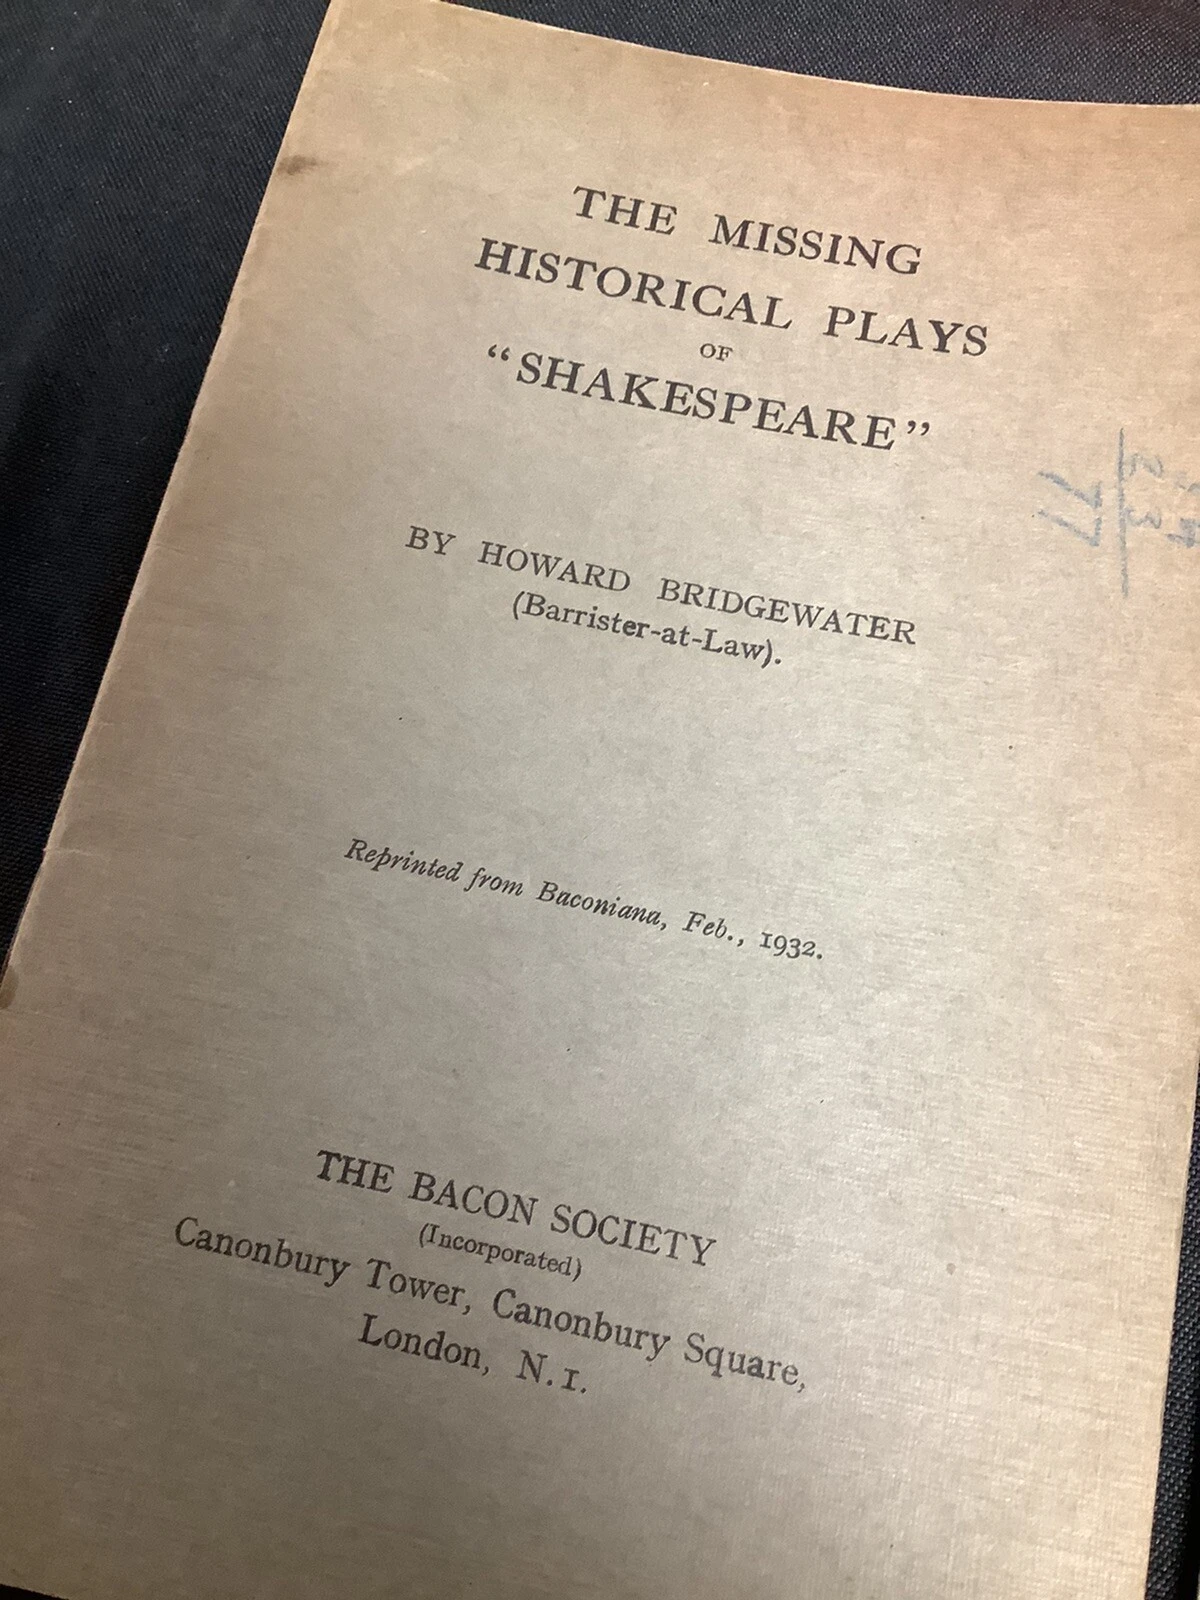 THE MISSING
HISTORICAL PLAYS
OF
“SHAKESPEARE”
BY HOWARD BRIDGEWATER
(Barrister-at-Law).
Reprinted from Baconiana, Feb., 1932.
THE BACON SOCIETY
(Incorporated)
Canonbury Tower, Canonbury Square,
London, N.1.